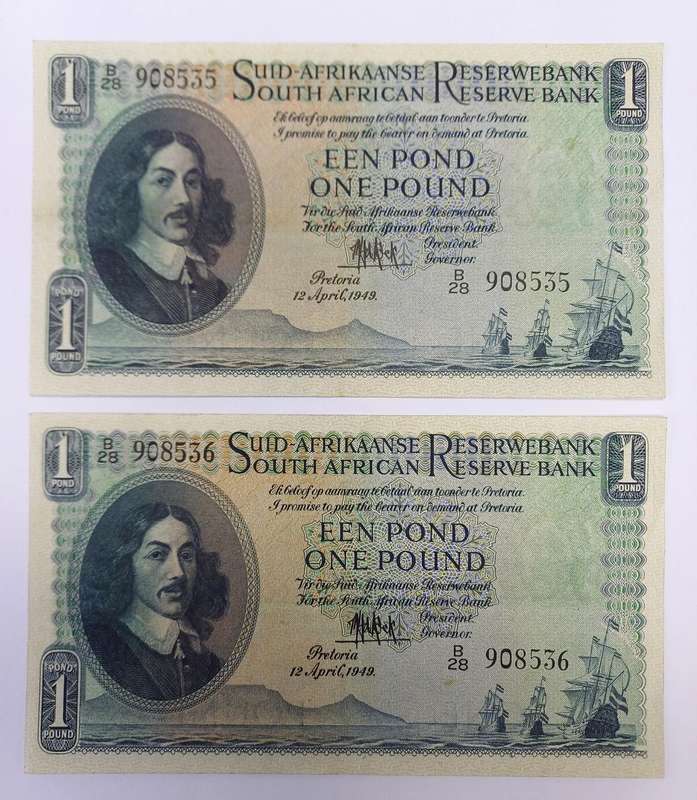 1 POND
B/28 908535
SUID-AFRIKAANSE RESERWEBANK
SOUTH AFRICAN RESERVE BANK
1 POUND
Ek beloof op aanvraag te betaal aan toonder te Pretoria.
I promise to pay the bearer on demand at Pretoria.
EEN POND
ONE POUND
Vir die Suid-Afrikaanse Reserwebank
For the South African Reserve Bank.
President.
Governor.
Pretoria
12 April, 1949.
B/28 908535
"POND"
1
POUND
1 POND
B/28 908536
SUID-AFRIKAANSE RESERWEBANK
SOUTH AFRICAN RESERVE BANK
1 POUND
Ek beloof op aanvraag te betaal aan toonder te Pretoria.
I promise to pay the bearer on demand at Pretoria.
EEN POND
ONE POUND
Vir die Suid-Afrikaanse Reserwebank
For the South African Reserve Bank.
President.
Governor.
Pretoria
12 April, 1949.
B/28 908536
"POND"
1
POUND